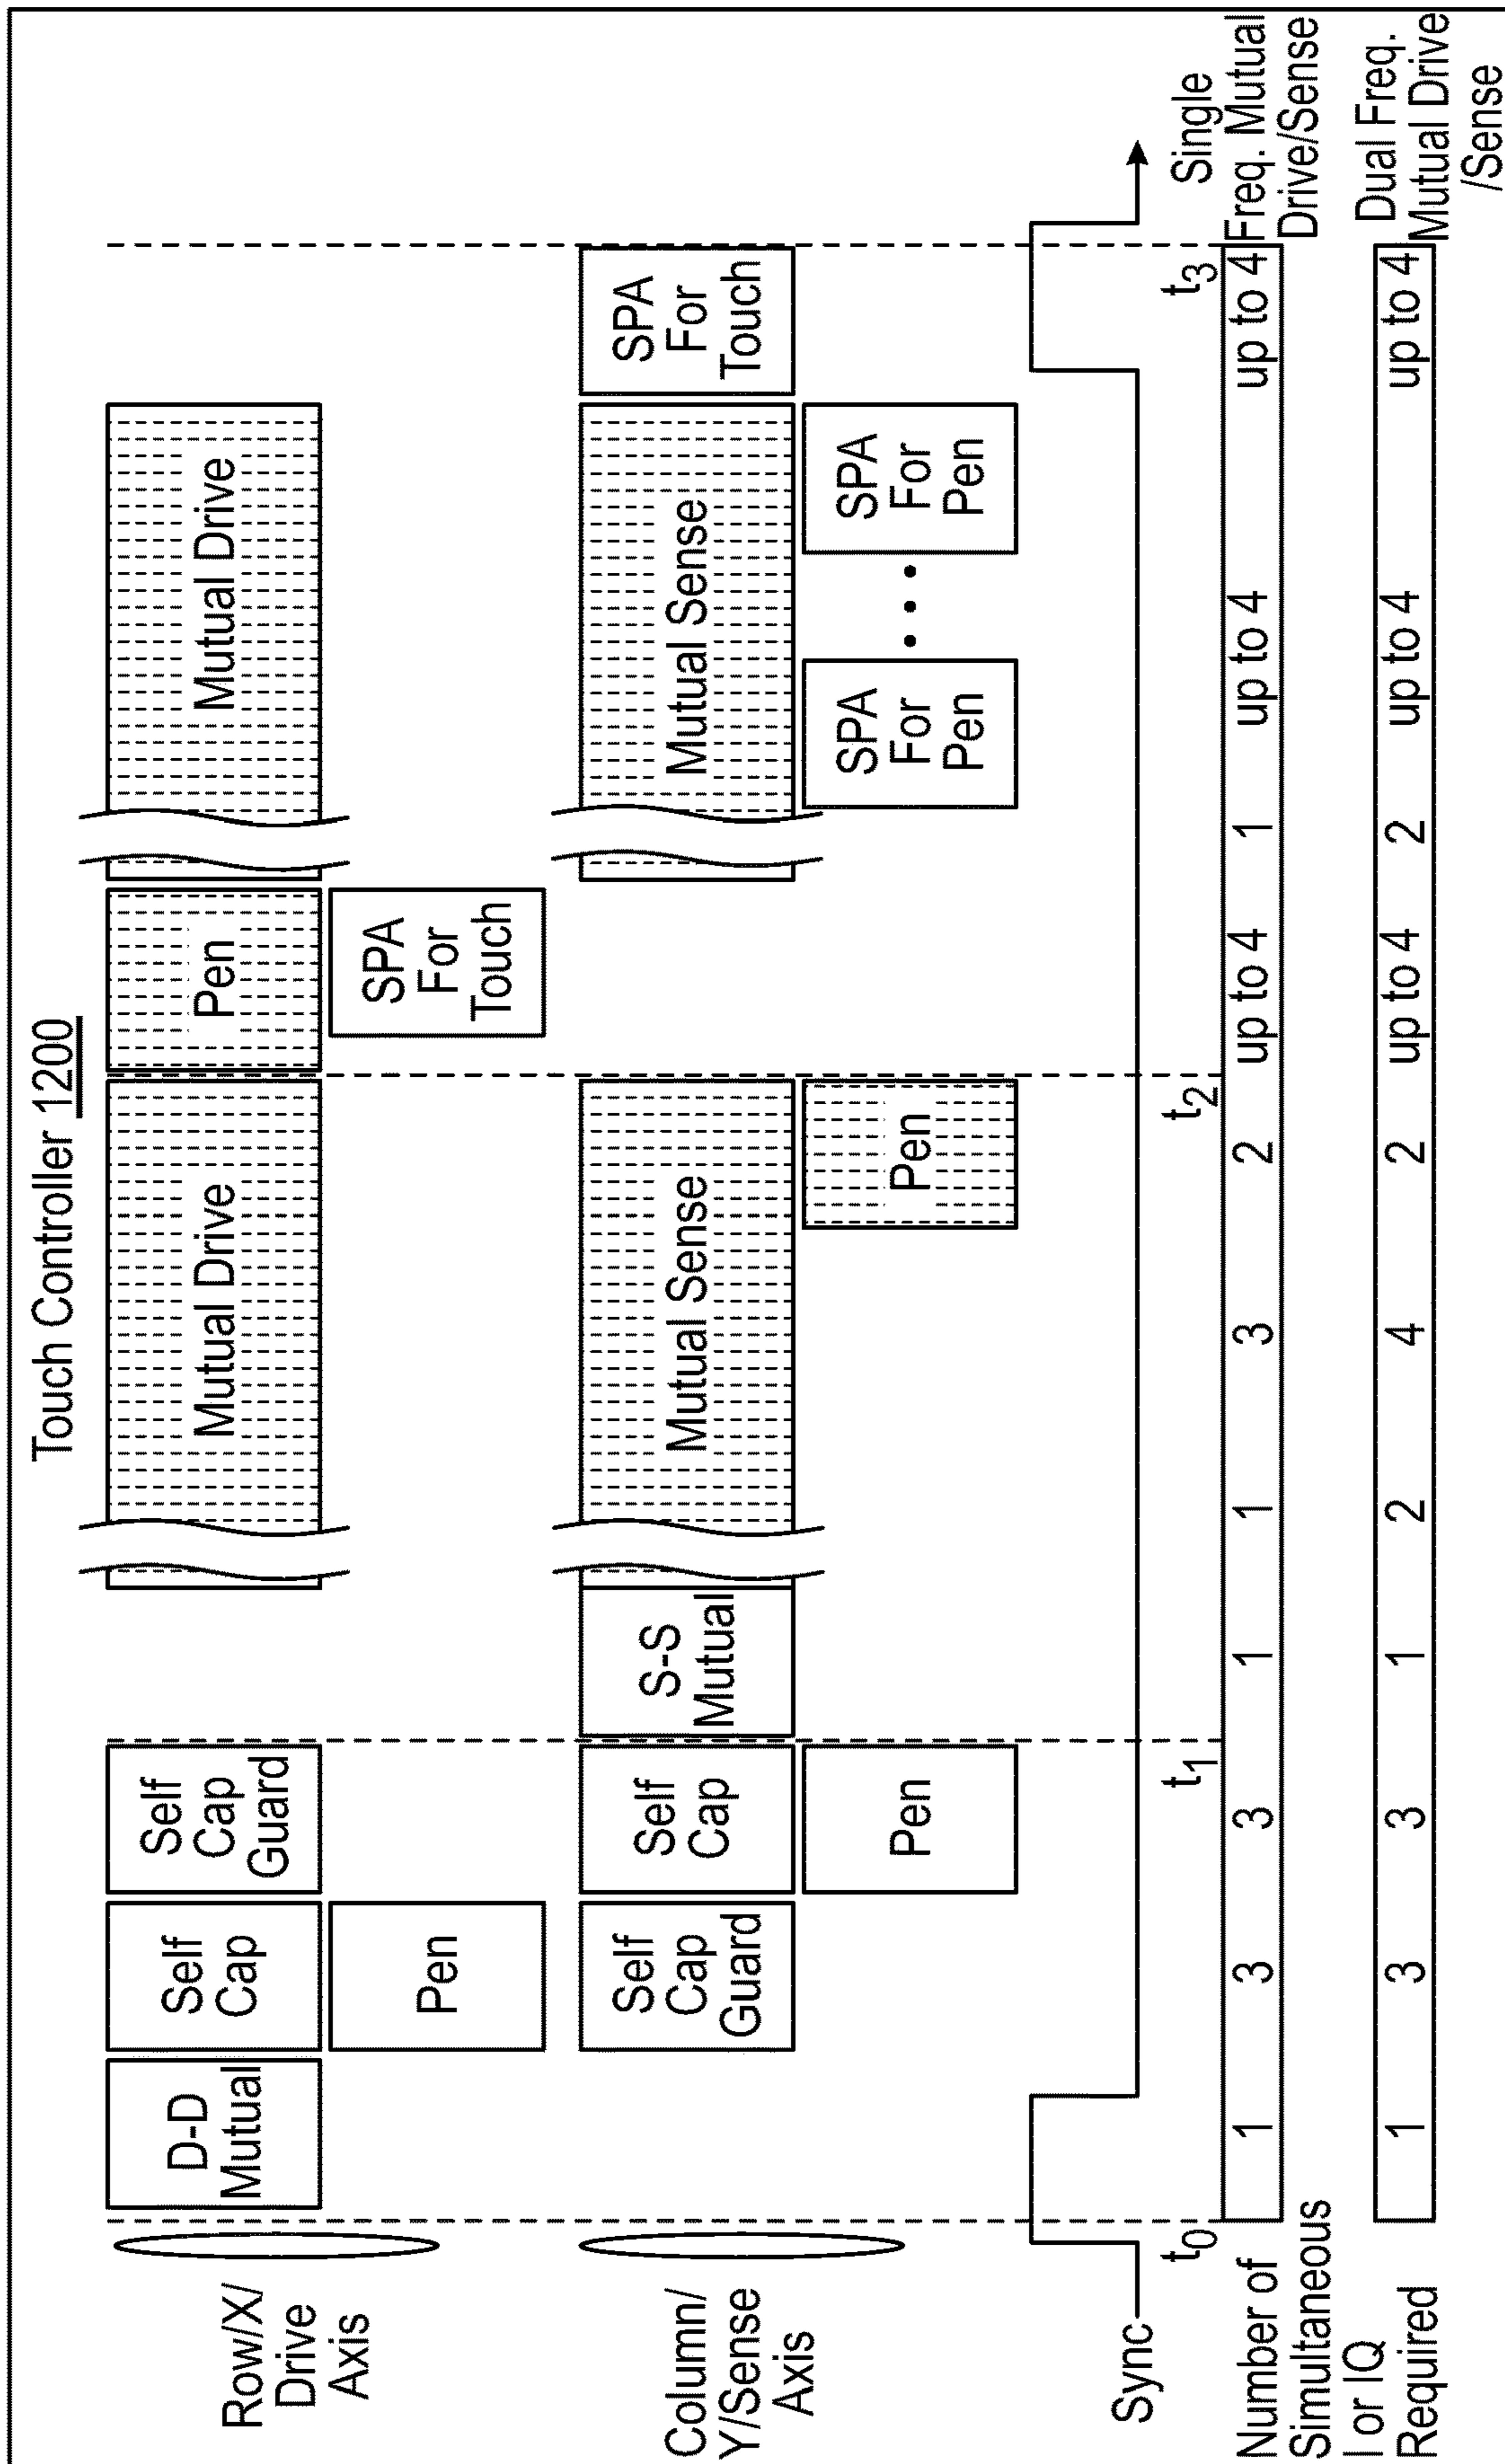 Touch Controller 1200
Row/X/
Drive
Axis
D-D
Mutual
Self
Cap
Self
Cap
Guard
Mutual Drive
Pen
Mutual Drive
Pen
SPA
For
Touch
Column/
Y/Sense
Axis
Self
Cap
Guard
Self
Cap
S-S
Mutual
Mutual Sense
Mutual Sense
SPA
For
Touch
Pen
Pen
SPA
For
Pen
• • •
SPA
For
Pen
Sync
t0
t1
t2
t3
Number of
Simultaneous
I or IQ
Required
1 3 3 1 1 3 2 up to 4 1 up to 4 up to 4
Single
Freq. Mutual
Drive/Sense
1 3 3 1 2 4 2 up to 4 2 up to 4 up to 4
Dual Freq.
Mutual Drive
/Sense